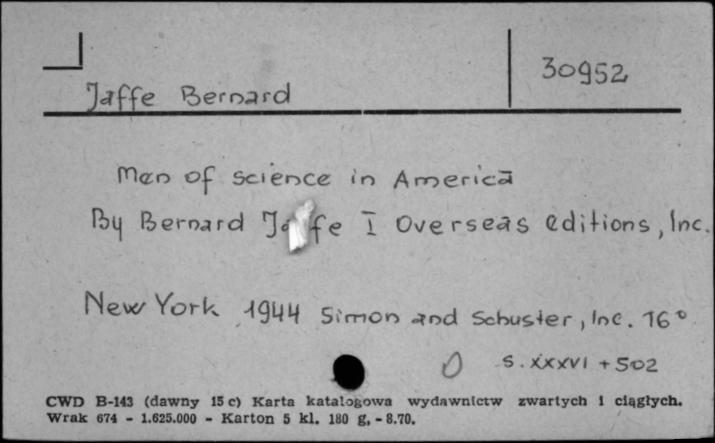 Jaffe Bernard
30952
Men of science in America
By Bernard Jaffe I Overseas editions, Inc.
New York 1944 Simon and Schuster, Inc. 16°
0 s. XXXVI + 502
CWD B-143 (dawny 15 c) Karta katalogowa wydawnictw zwartych i ciągłych.
Wrak 674 - 1.625.000 - Karton 5 kl. 180 g. - 8.70.